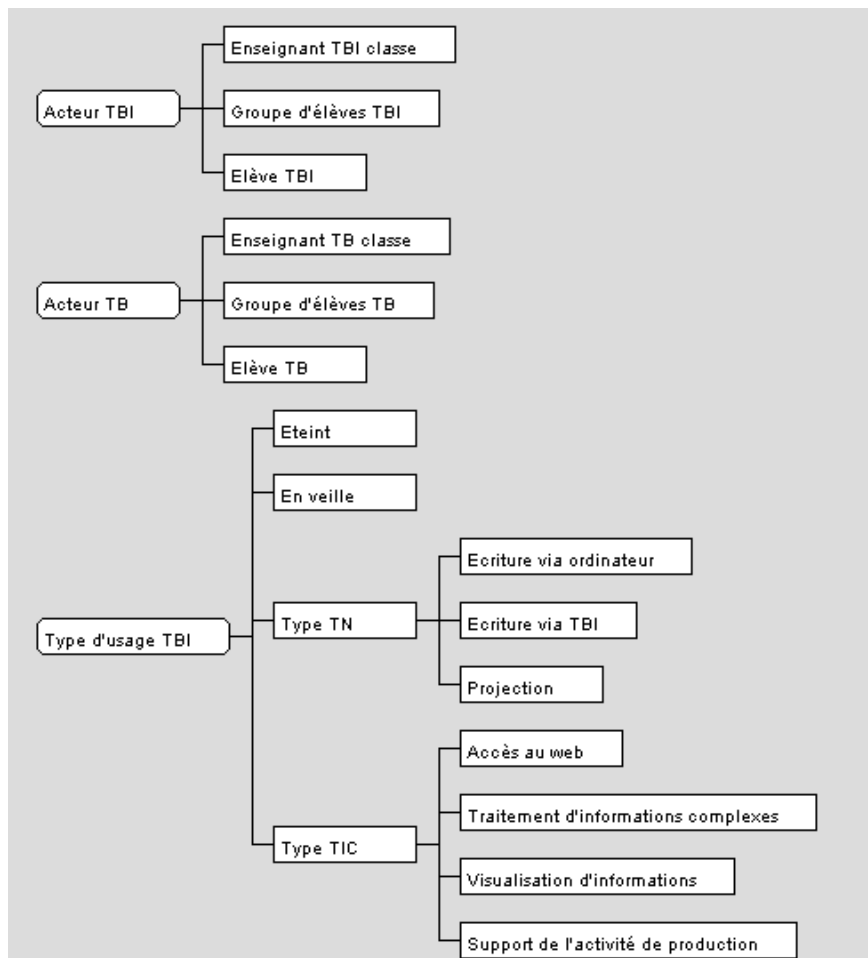 Enseignant TBI classe
Acteur TBI
Groupe d'élèves TBI
Elève TBI
Enseignant TB classe
Acteur TB
Groupe d'élèves TB
Elève TB
Eteint
En veille
Ecriture via ordinateur
Type d'usage TBI
Type TN
Ecriture via TBI
Projection
Accès au web
Traitement d'informations complexes
Type TIC
Visualisation d'informations
Support de l'activité de production